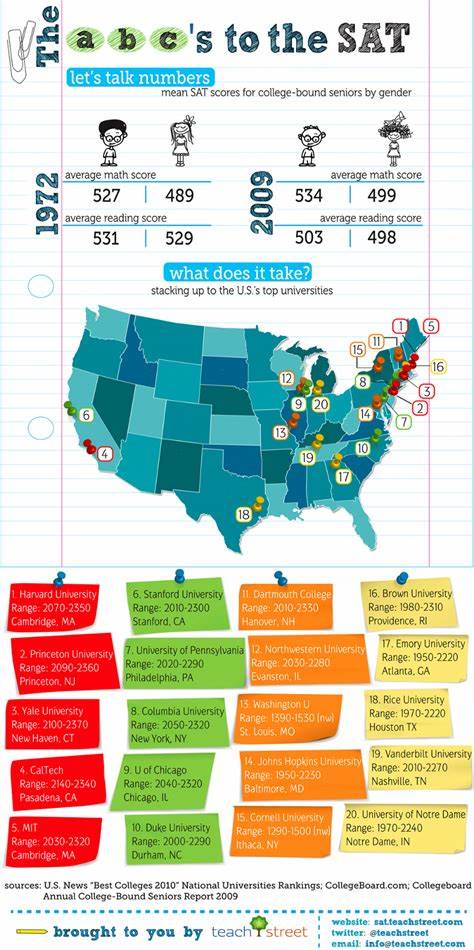 The abc's to the SAT
let's talk numbers
mean SAT scores for college-bound seniors by gender
1972
average math score
527 489
average reading score
531 529
2009
average math score
534 499
average reading score
503 498
what does it take?
stacking up to the U.S.'s top universities
1 5
11
15
16
12
8
9 20
3
6
14
2
7
13
10
4
19
17
18
1. Harvard University
Range: 2070-2350
Cambridge, MA
2. Princeton University
Range: 2090-2360
Princeton, NJ
3. Yale University
Range: 2100-2370
New Haven, CT
4. CalTech
Range: 2140-2340
Pasadena, CA
5. MIT
Range: 2030-2320
Cambridge, MA
6. Stanford University
Range: 2010-2300
Stanford, CA
7. University of Pennsylvania
Range: 2020-2290
Philadelphia, PA
8. Columbia University
Range: 2050-2320
New York, NY
9. U of Chicago
Range: 2040-2320
Chicago, IL
10. Duke University
Range: 2000-2290
Durham, NC
11. Dartmouth College
Range: 2010-2330
Hanover, NH
12. Northwestern University
Range: 2030-2280
Evanston, IL
13. Washington U
Range: 1390-1530 (nw)
St. Louis, MO
14. Johns Hopkins University
Range: 1950-2230
Baltimore, MD
15. Cornell University
Range: 1290-1500 (nw)
Ithaca, NY
16. Brown University
Range: 1980-2310
Providence, RI
17. Emory University
Range: 1950-2220
Atlanta, GA
18. Rice University
Range: 1970-2220
Houston TX
19. Vanderbilt University
Range: 2010-2270
Nashville, TN
20. University of Notre Dame
Range: 1970-2240
Notre Dame, IN
sources: U.S. News "Best Colleges 2010" National Universities Rankings; CollegeBoard.com; Collegeboard
Annual College-Bound Seniors Report 2009
brought to you by teach street
website: sat.teachstreet.com
twitter: @teachstreet
email: info@teachstreet.com